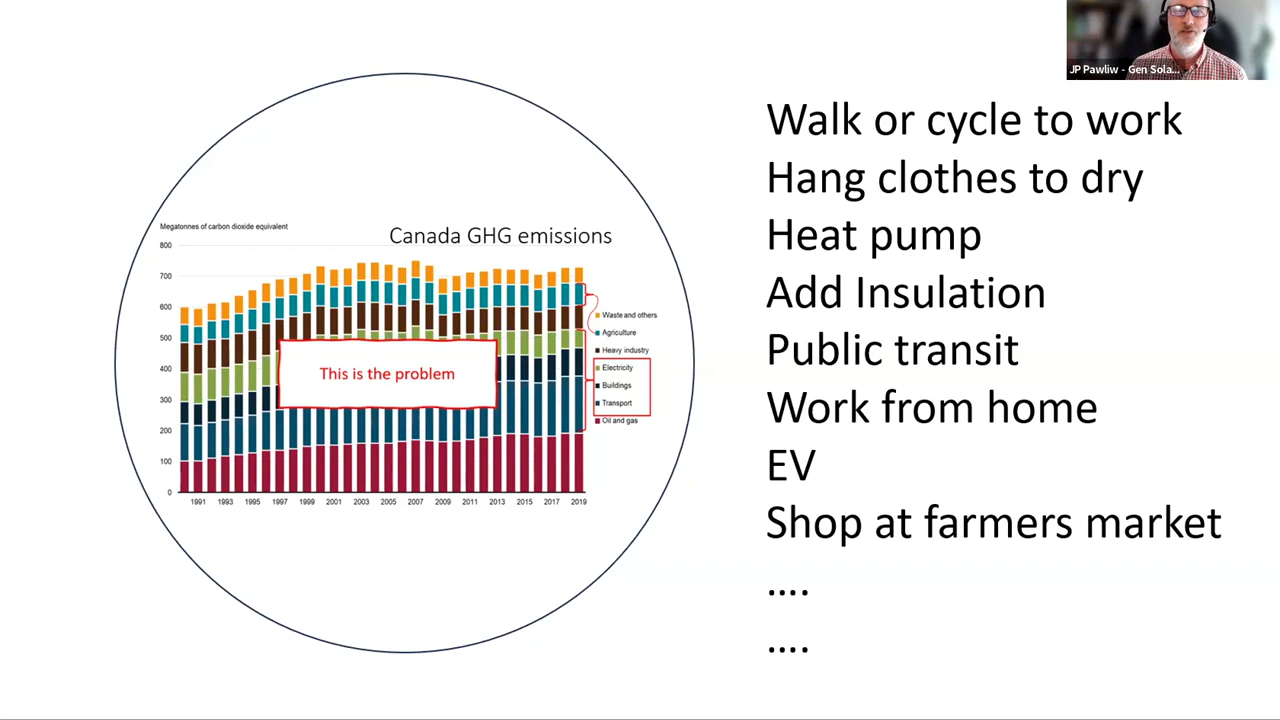 JP Pawliw - Gen Sola...
Walk or cycle to work
Hang clothes to dry
Heat pump
Add Insulation
Public transit
Work from home
EV
Shop at farmers market
....
....
Megatonnes of carbon dioxide equivalent
Canada GHG emissions
800
700
600
500
400
300
200
100
0
This is the problem
Waste and others
Agriculture
Heavy industry
Electricity
Buildings
Transport
Oil and gas
1991 1993 1995 1997 1999 2001 2003 2005 2007 2009 2011 2013 2015 2017 2019